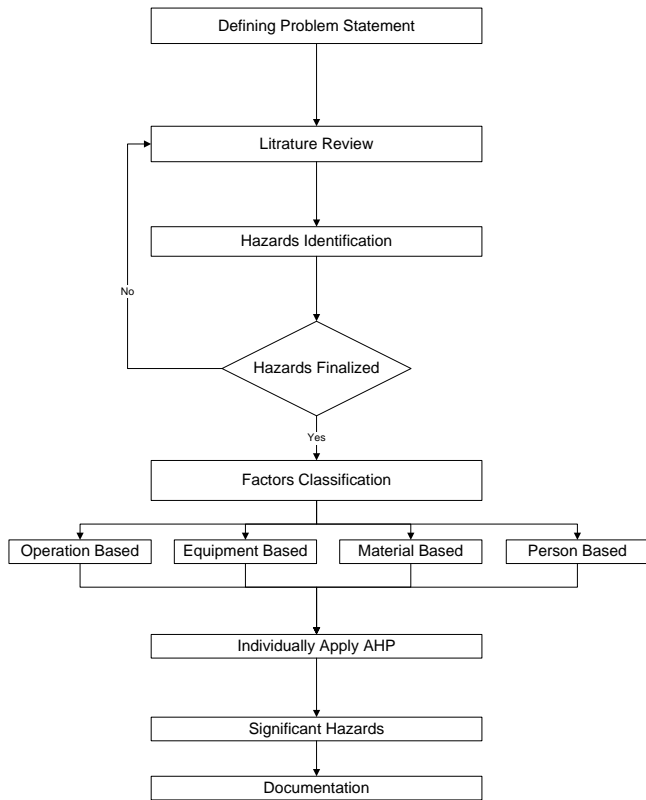 Defining Problem Statement
Litrature Review
Hazards Identification
No
Hazards Finalized
Yes
Factors Classification
Operation Based
Equipment Based
Material Based
Person Based
Individually Apply AHP
Significant Hazards
Documentation